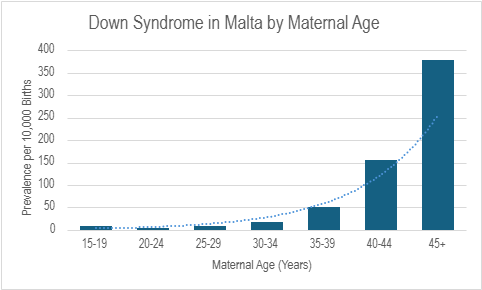 Down Syndrome in Malta by Maternal Age
Prevalence per 10,000 Births
400
350
300
250
200
150
100
50
0
15-19 20-24 25-29 30-34 35-39 40-44 45+
Maternal Age (Years)